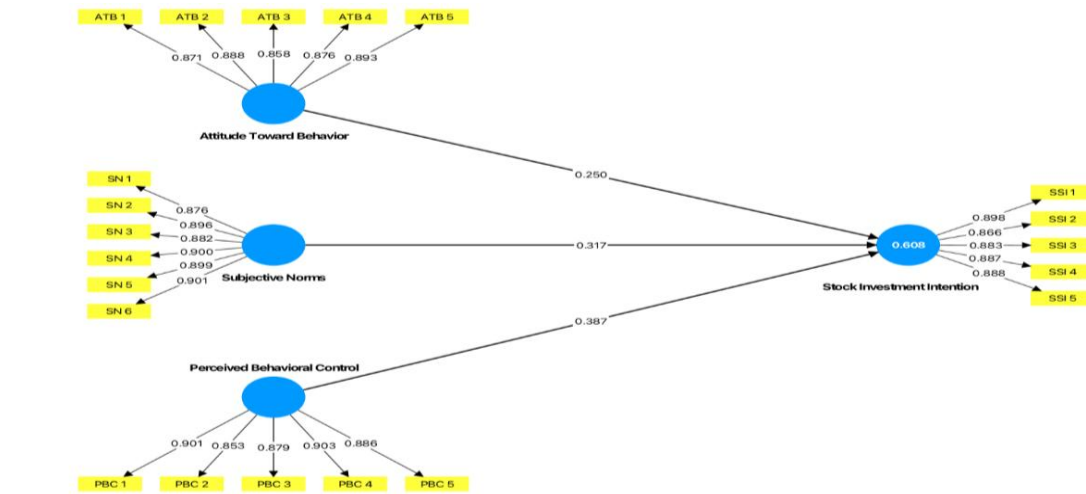 ATB 1 ATB 2 ATB 3 ATB 4 ATB 5
0.871 0.888 0.858 0.876 0.893
Attitude Toward Behavior
0.250
SN 1
SN 2
SN 3
SN 4
SN 5
SN 6
0.876
0.896
0.882
0.900
0.899
0.901
Subjective Norms
0.317
0.608
Stock Investment Intention
0.898
0.866
0.883
0.887
0.888
SSI 1
SSI 2
SSI 3
SSI 4
SSI 5
0.387
Perceived Behavioral Control
0.901 0.853 0.879 0.903 0.886
PBC 1 PBC 2 PBC 3 PBC 4 PBC 5